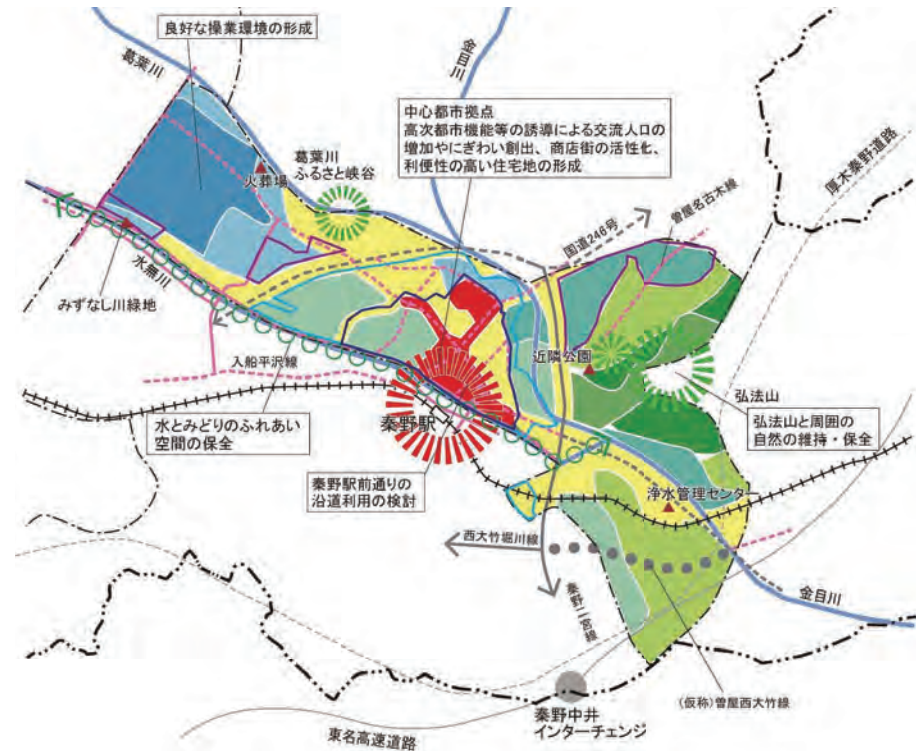 良好な操業環境の形成
葛葉川
金目川
中心都市拠点
高次都市機能等の誘導による交流人口の
増加やにぎわい創出、商店街の活性化、
利便性の高い住宅地の形成
厚木秦野道路
葛葉川
ふるさと峡谷
火葬場
曽屋名古木線
国道246号
水無川
みずなし川緑地
近隣公園
入船平沢線
弘法山
秦野駅
水とみどりのふれあい
空間の保全
弘法山と周囲の
自然の維持・保全
秦野駅前通りの
沿道利用の検討
浄水管理センター
西大竹堀川線
秦野二宮線
金目川
(仮称)曽屋西大竹線
秦野中井
インターチェンジ
東名高速道路